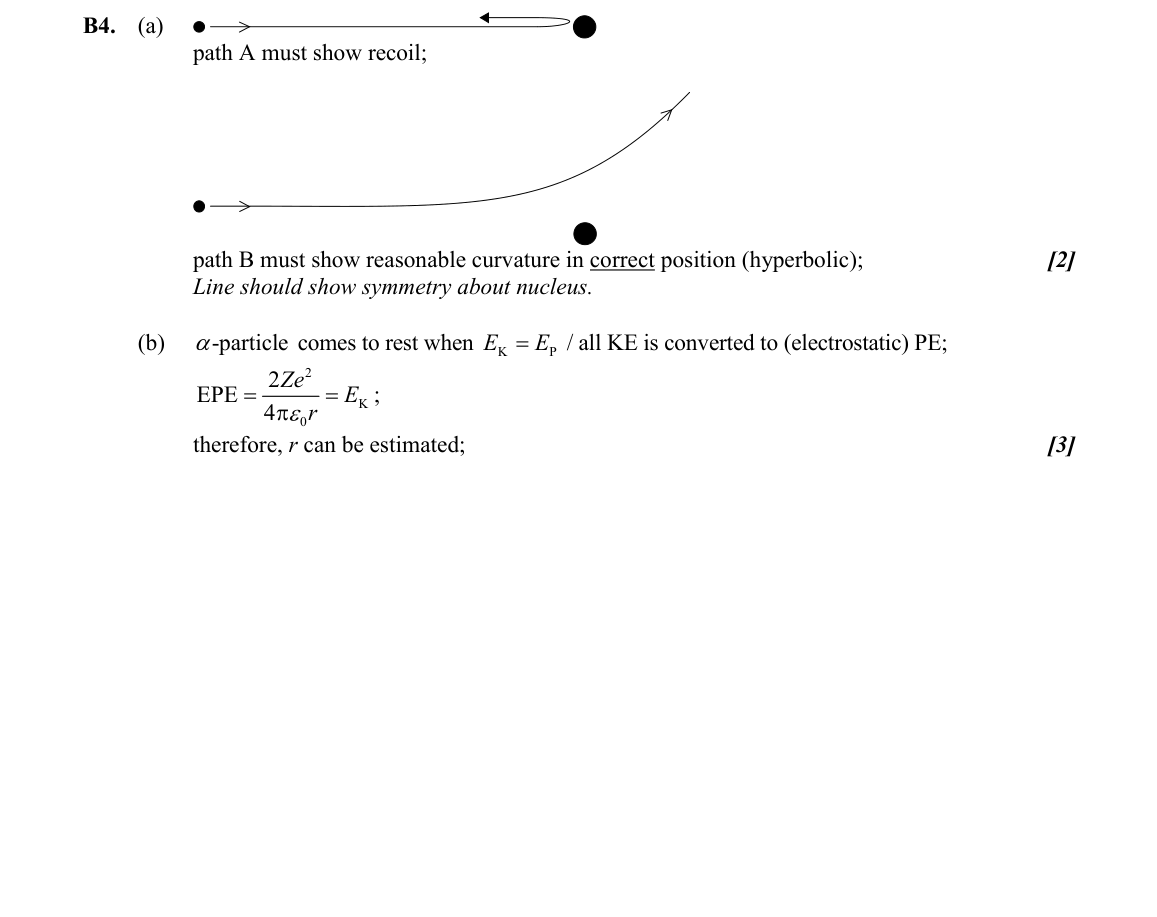 B4. (a)
path A must show recoil;
path B must show reasonable curvature in correct position (hyperbolic); [2]
Line should show symmetry about nucleus.
(b) α-particle comes to rest when E_K = E_P / all KE is converted to (electrostatic) PE;
EPE = 2Ze²/4πε₀r = E_K ;
therefore, r can be estimated; [3]